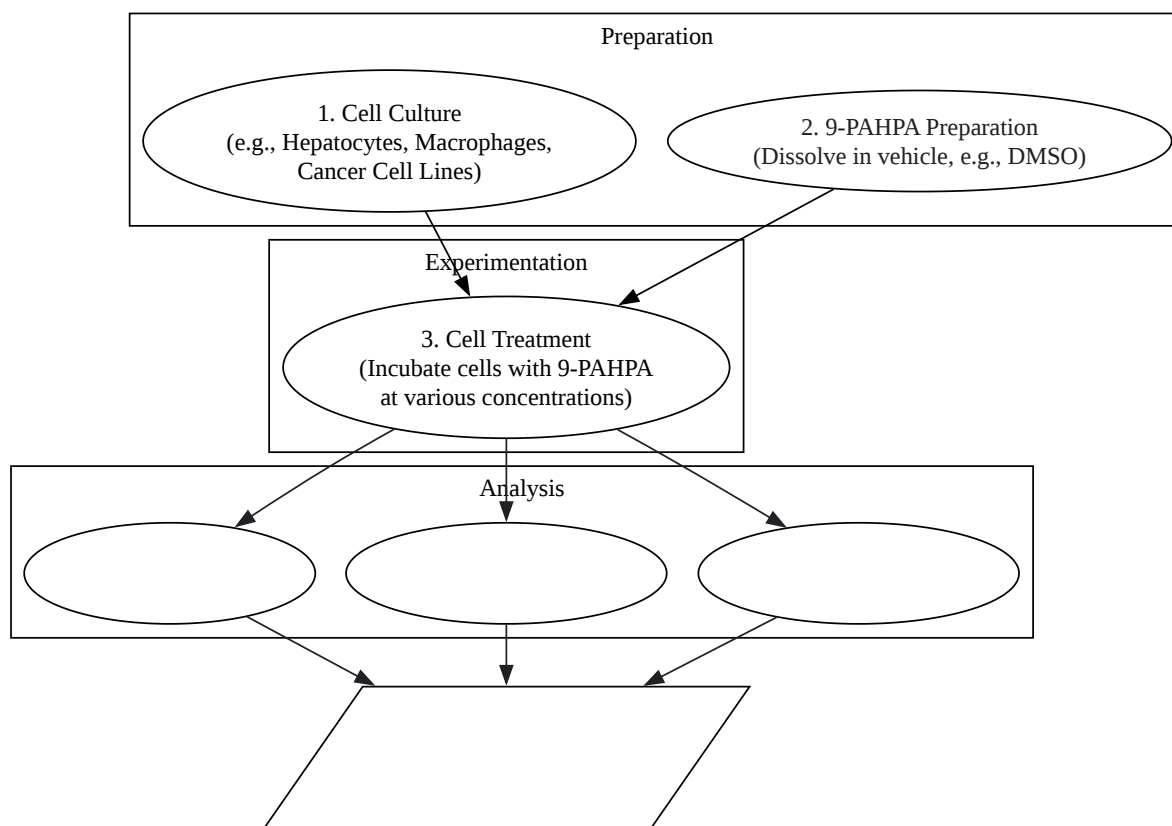 Preparation
1. Cell Culture
(e.g., Hepatocytes, Macrophages,
Cancer Cell Lines)
2. 9-PAHPA Preparation
(Dissolve in vehicle, e.g., DMSO)
Experimentation
3. Cell Treatment
(Incubate cells with 9-PAHPA
at various concentrations)
Analysis